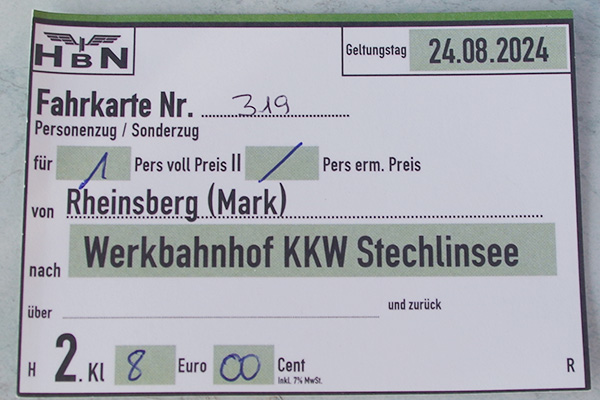 HBN
Geltungstag 24.08.2024
Fahrkarte Nr. 319
Personenzug / Sonderzug
für 1 Pers voll Preis II / Pers erm. Preis
von Rheinsberg (Mark)
nach Werkbahnhof KKW Stechlinsee
über und zurück
H 2. Kl 8 Euro 00 Cent R
Inkl. 7% MwSt.